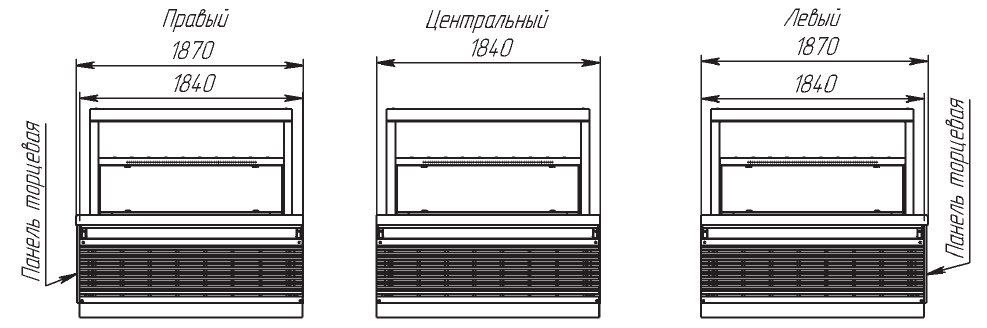 Правый
1870
1840
Панель торцевая
Центральный
1840
Левый
1870
1840
Панель торцевая